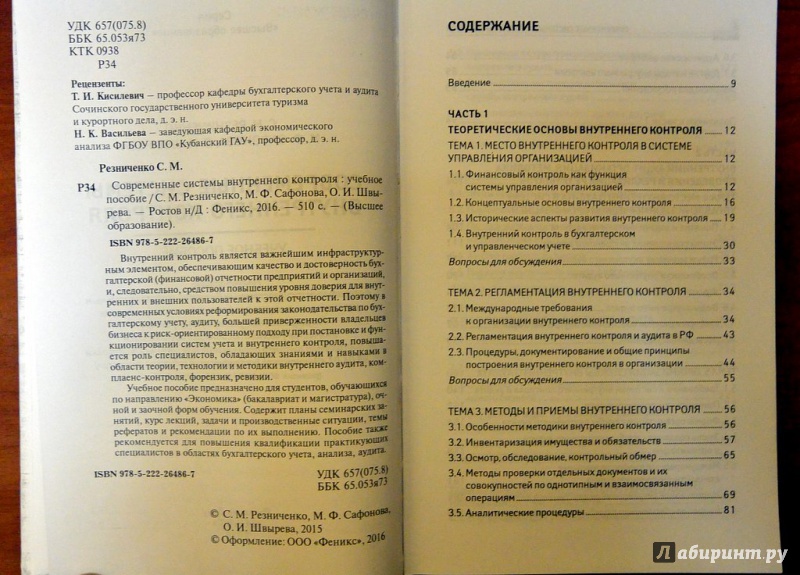 УДК 657(075.8)
ББК 65.053я73
КТК 0938
Р34
Рецензенты:
Т. И. Кисилевич – профессор кафедры бухгалтерского учета и аудита
Сочинского государственного университета туризма
и курортного дела, д. э. н.
Н. К. Васильева – заведующая кафедрой экономического
анализа ФГБОУ ВПО «Кубанский ГАУ», профессор, д. э. н.
Резниченко С. М.
Р34 Современные системы внутреннего контроля : учебное
пособие / С. М. Резниченко, М. Ф. Сафонова, О. И. Швы-
рева. — Ростов н/Д : Феникс, 2016. — 510 с. — (Высшее
образование).
ISBN 978-5-222-26486-7
Внутренний контроль является важнейшим инфраструктур-
ным элементом, обеспечивающим качество и достоверность бух-
галтерской (финансовой) отчетности предприятий и организаций,
и, следовательно, средством повышения уровня доверия для внут-
ренних и внешних пользователей к этой отчетности. Поэтому в
современных условиях реформирования законодательства по бух-
галтерскому учету, аудиту, большей приверженности владельцев
бизнеса к риск-ориентированному подходу при постановке и фун-
кционировании систем учета и внутреннего контроля, повышает-
ся роль специалистов, обладающих знаниями и навыками в
области теории, технологии и методики внутреннего аудита, ком-
плаенс-контроля, форензик, ревизии.
Учебное пособие предназначено для студентов, обучающихся
по направлению «Экономика» (бакалавриат и магистратура), оч-
ной и заочной форм обучения. Содержит планы семинарских за-
нятий, курс лекций, задачи и производственные ситуации, темы
рефератов и рекомендации по их выполнению. Пособие также
рекомендуется для повышения квалификации практикующих
специалистов в областях бухгалтерского учета, анализа, аудита.
ISBN 978-5-222-26486-7
УДК 657(075.8)
ББК 65.053я73
© С. М. Резниченко, М. Ф. Сафонова,
О. И. Швырева, 2015
© Оформление: ООО «Феникс», 2016
СОДЕРЖАНИЕ
Введение 9
ЧАСТЬ 1
ТЕОРЕТИЧЕСКИЕ ОСНОВЫ ВНУТРЕННЕГО КОНТРОЛЯ 12
ТЕМА 1. МЕСТО ВНУТРЕННЕГО КОНТРОЛЯ В СИСТЕМЕ
УПРАВЛЕНИЯ ОРГАНИЗАЦИЕЙ 12
1.1. Финансовый контроль как функция
системы управления организацией 12
1.2. Концептуальные основы внутреннего контроля 16
1.3. Исторические аспекты развития внутреннего контроля 19
1.4. Внутренний контроль в бухгалтерском
и управленческом учете 30
Вопросы для обсуждения 33
ТЕМА 2. РЕГЛАМЕНТАЦИЯ ВНУТРЕННЕГО КОНТРОЛЯ 34
2.1. Международные требования
к организации внутреннего контроля 34
2.2. Регламентация внутреннего контроля и аудита в РФ 43
2.3. Процедуры, документирование и общие принципы
построения внутреннего контроля в организации 44
Вопросы для обсуждения 55
ТЕМА 3. МЕТОДЫ И ПРИЕМЫ ВНУТРЕННЕГО КОНТРОЛЯ 56
3.1. Особенности методики внутреннего контроля 56
3.2. Инвентаризация имущества и обязательств 57
3.3. Осмотр, обследование, контрольный обмер 65
3.4. Методы проверки отдельных документов и их
совокупностей по однотипным и взаимосвязанным
операциям 69
3.5. Аналитические процедуры 81
Лабиринт.ру